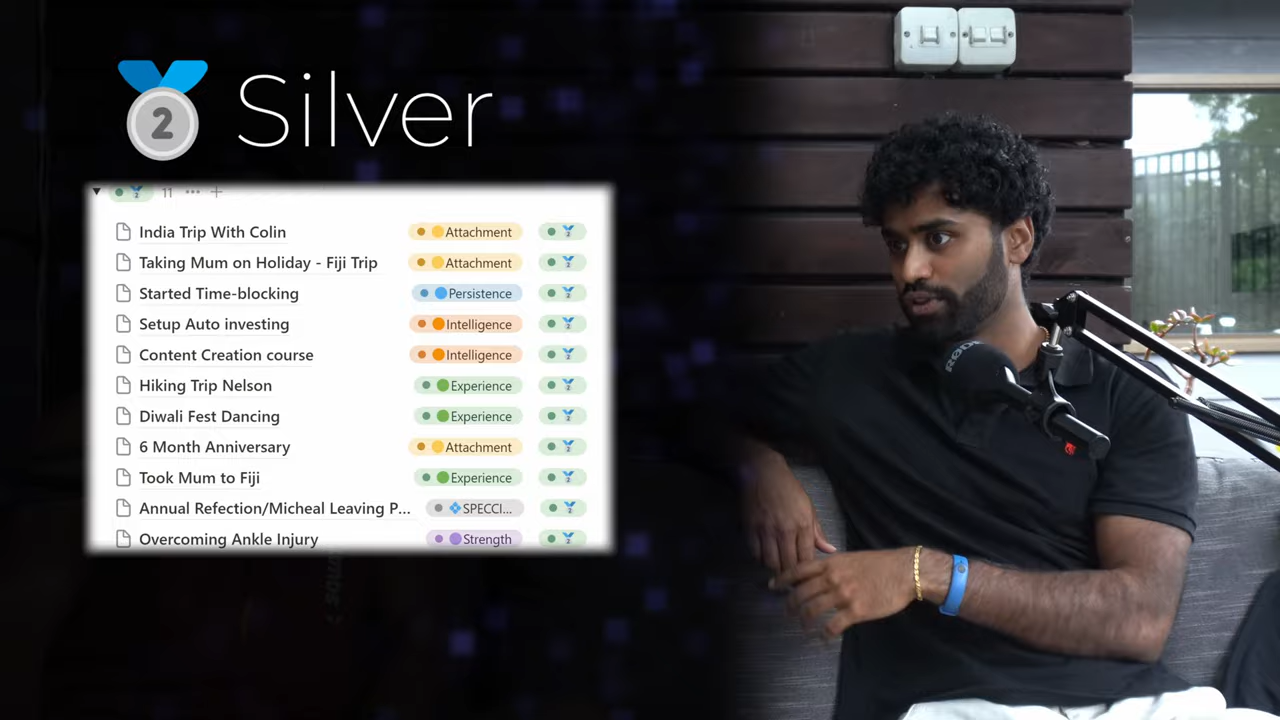 2 Silver
11 ... +
India Trip With Colin Attachment
Taking Mum on Holiday - Fiji Trip Attachment
Started Time-blocking Persistence
Setup Auto investing Intelligence
Content Creation course Intelligence
Hiking Trip Nelson Experience
Diwali Fest Dancing Experience
6 Month Anniversary Attachment
Took Mum to Fiji Experience
Annual Refection/Micheal Leaving P... SPECCI...
Overcoming Ankle Injury Strength
RØDE